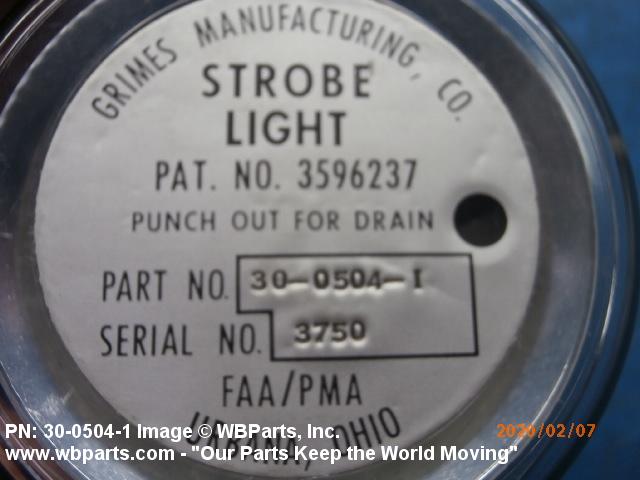 GRIMES MANUFACTURING, CO.
STROBE
LIGHT
PAT. NO. 3596237
PUNCH OUT FOR DRAIN
PART NO. 30-0504-1
SERIAL NO. 3750
FAA/PMA
URBANA, OHIO
PN: 30-0504-1 Image © WBParts, Inc.
2020/02/07
www.wbparts.com - "Our Parts Keep the World Moving"